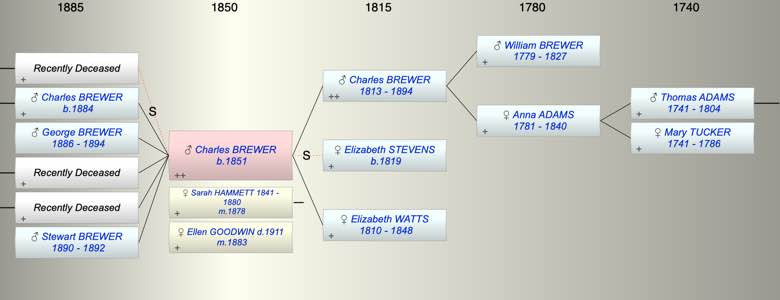 1885 1850 1815 1780 1740
Recently Deceased
+
♂ Charles BREWER
b.1884
+
♂ George BREWER
1886 - 1894
+
Recently Deceased
+
Recently Deceased
+
♂ Stewart BREWER
1890 - 1892
+
S
♂ Charles BREWER
b.1851
++
♀ Sarah HAMMETT 1841 -
1880
m.1878
+
♀ Ellen GOODWIN d.1911
m.1883
+
S
♂ Charles BREWER
1813 - 1894
++
♀ Elizabeth STEVENS
b.1819
+
♀ Elizabeth WATTS
1810 - 1848
+
♂ William BREWER
1779 - 1827
+
♀ Anna ADAMS
1781 - 1840
+
♂ Thomas ADAMS
1741 - 1804
+
♀ Mary TUCKER
1741 - 1786
+